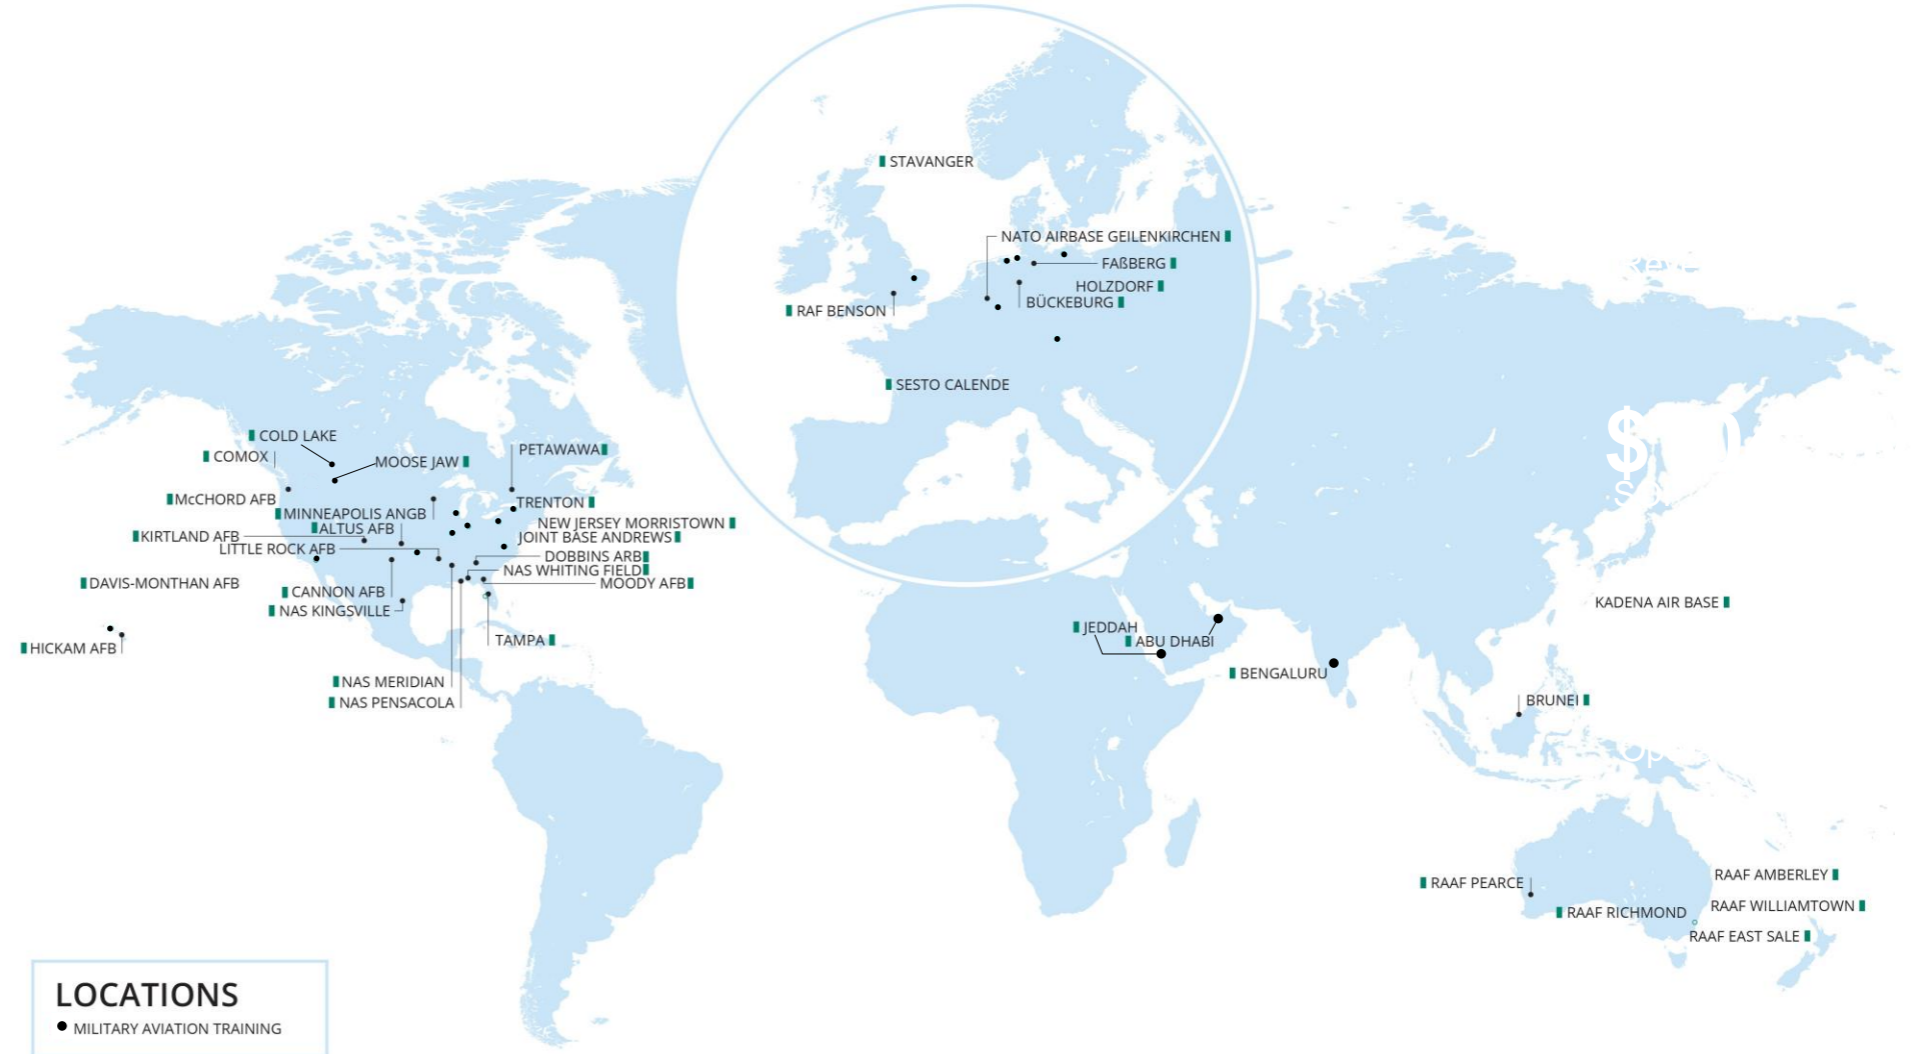 STAVANGER
NATO AIRBASE GEILENKIRCHEN
FAßBERG
HOLZDORF
BÜCKEBURG
RAF BENSON
SESTO CALENDE
COLD LAKE
COMOX
MOOSE JAW
PETAWAWA
McCHORD AFB
TRENTON
MINNEAPOLIS ANGB
ALTUS AFB
NEW JERSEY MORRISTOWN
KIRTLAND AFB
JOINT BASE ANDREWS
LITTLE ROCK AFB
DOBBINS ARB
NAS WHITING FIELD
DAVIS-MONTHAN AFB
MOODY AFB
CANNON AFB
NAS KINGSVILLE
HICKAM AFB
TAMPA
NAS MERIDIAN
NAS PENSACOLA
KADENA AIR BASE
JEDDAH
ABU DHABI
BENGALURU
BRUNEI
RAAF PEARCE
RAAF AMBERLEY
RAAF RICHMOND
RAAF WILLIAMTOWN
RAAF EAST SALE
LOCATIONS
MILITARY AVIATION TRAINING